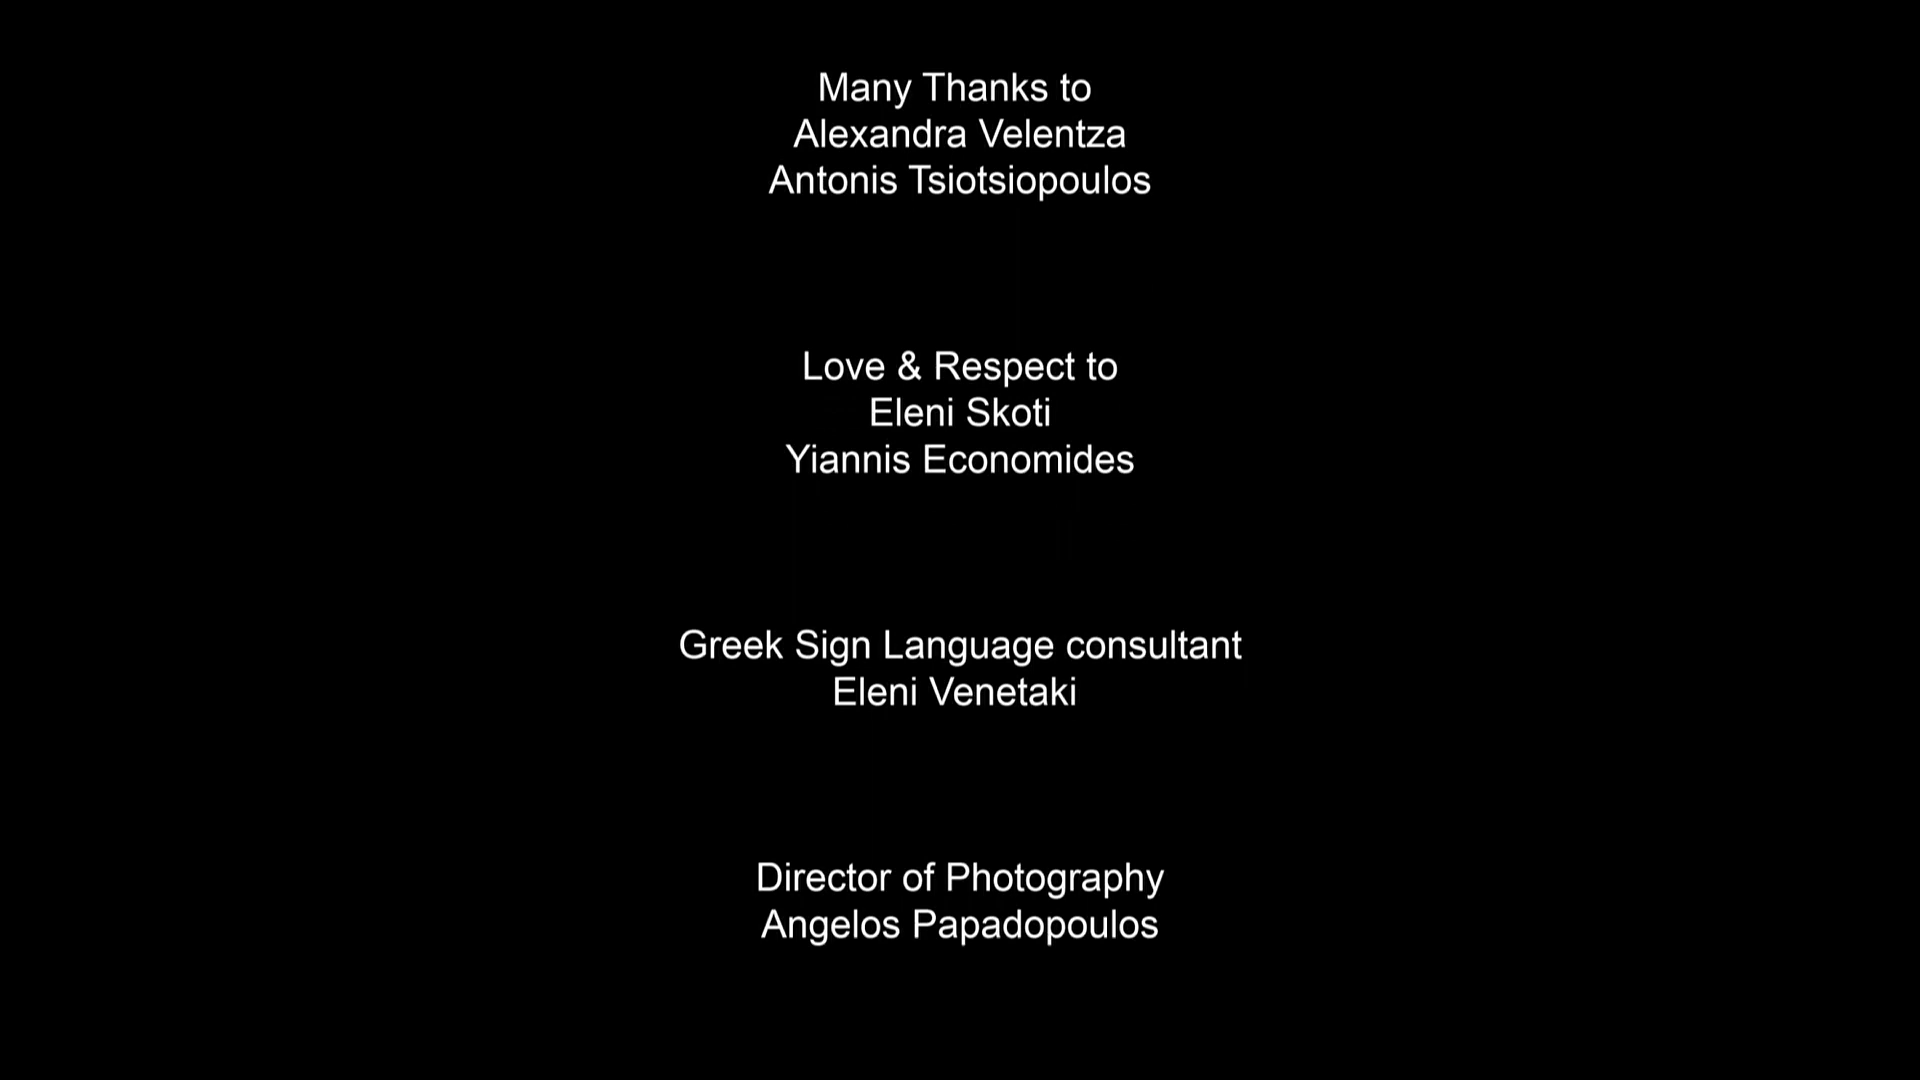 Many Thanks to
Alexandra Velentza
Antonis Tsiotsiopoulos
Love & Respect to
Eleni Skoti
Yiannis Economides
Greek Sign Language consultant
Eleni Venetaki
Director of Photography
Angelos Papadopoulos